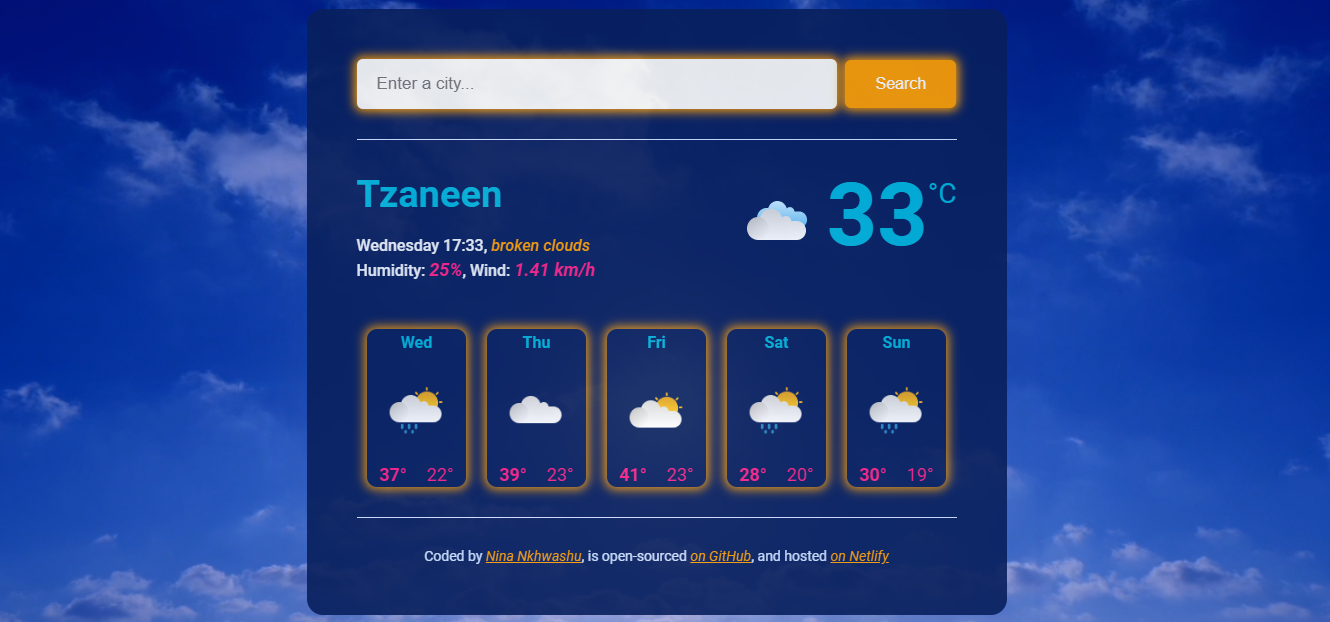 Enter a city...
Search
Tzaneen
33°C
Wednesday 17:33, broken clouds
Humidity: 25%, Wind: 1.41 km/h
Wed Thu Fri Sat Sun
37° 22° 39° 23° 41° 23° 28° 20° 30° 19°
Coded by Nina Nkhwashu, is open-sourced on GitHub, and hosted on Netlify